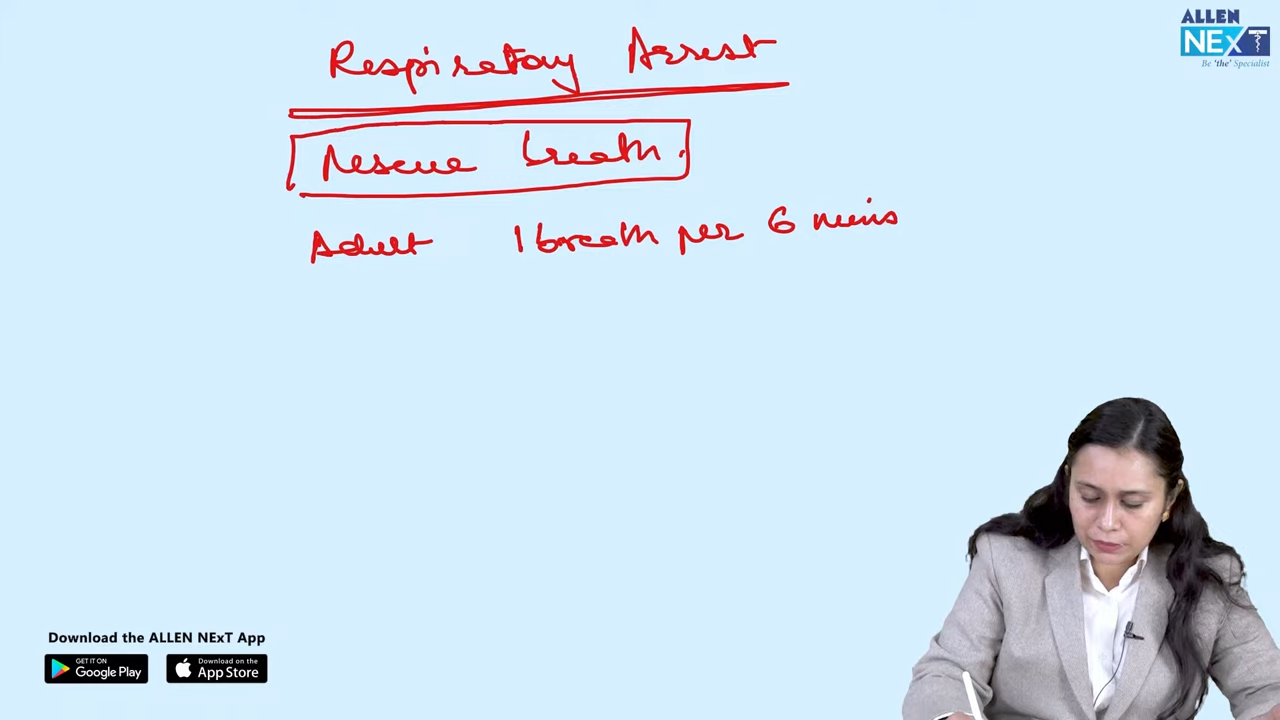 Respiratory Arrest
Rescue breath.
Adult 1 breath per 6 mins
ALLEN
NExT
Be 'the' Specialist
Download the ALLEN NExT App
GET IT ON
Google Play
Download on the
App Store